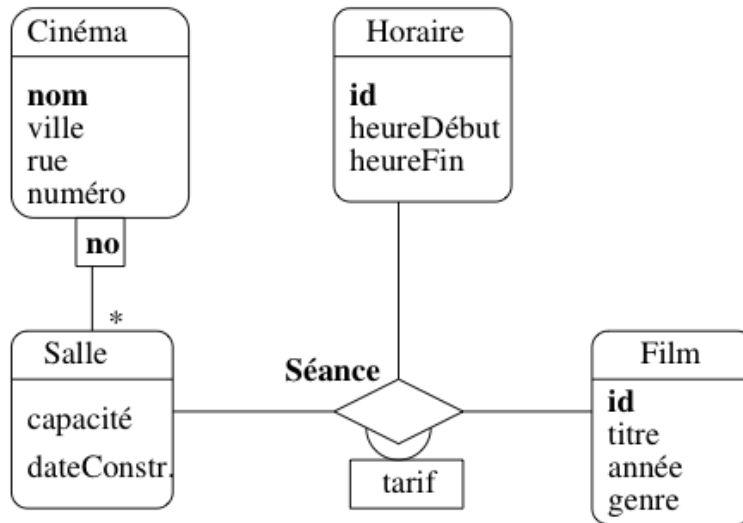 Cinéma
nom
ville
rue
numéro
no
*
Horaire
id
heureDébut
heureFin
Salle
capacité
dateConstr.
Séance
tarif
Film
id
titre
année
genre